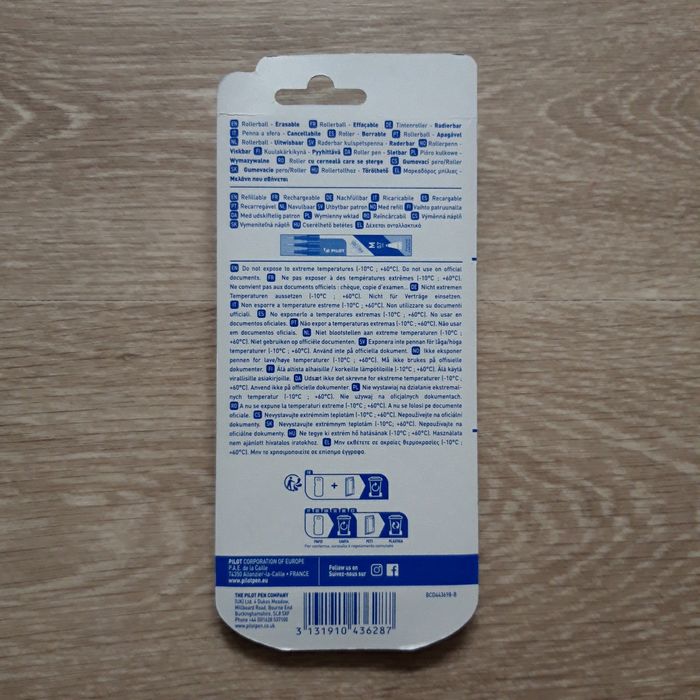 EN Rollerball - Erasable FR Rollerball - Effaçable DE Tintenroller - Radierbar
IT Penna a sfera - Cancellabile ES Roller - Borrable PT Rollerball - Apagável
NL Rollerball - Uitwisbaar SV Raderbar kulspetspenna - Raderbar NO Rollerpenn -
Viskbar FI Kuulakärkikynä - Pyyhittävä DA Roller pen - Sletbar PL Pióro kulkowe -
Wymazywalne RO Roller cu cerneală care se șterge CS Gumovací pero/Roller
SK Gumovacie pero/Roller HU Rollertollhoz - Törölhető EL Μαρκαδόρος μπίλιας -
Μελάνη που σβήνεται
EN Refillable FR Rechargeable DE Nachfüllbar IT Ricaricabile ES Recargable
PT Recarregável NL Navulbaar SV Utbytbar patron NO Med refill FI Vaihto patruunalla
DA Med udskiftelig patron PL Wymienny wkład RO Reîncărcabil CS Výměnná náplň
SK Vymeniteľná náplň HU Cserélhető betétes EL Δέχεται ανταλλακτικό
PILOT
M
EN Do not expose to extreme temperatures (-10°C ; +60°C). Do not use on official
documents. FR Ne pas exposer à des températures extrêmes (-10°C ; +60°C).
Ne convient pas aux documents officiels : chèque, copie d'examen... DE Nicht extremen
Temperaturen aussetzen (-10°C ; +60°C). Nicht für Verträge einsetzen.
IT Non esporre a temperature estreme (-10°C ; +60°C). Non utilizzare su documenti
officiali. ES No exponerlo a temperaturas extremas (-10°C ; +60°C). No usar en
documentos oficiales. PT Não expor a temperaturas extremas (-10°C ; +60°C). Não usar
em documentos oficiais. NL Niet blootstellen aan extreme temperaturen (-10°C ;
+60°C). Niet gebruiken op officiële documenten. SV Exponera inte pennan för låga/höga
temperaturer (-10°C ; +60°C). Använd inte på officiella dokument. NO Ikke eksponer
pennen for lave/høye temperaturer (-10°C ; +60°C). Må ikke brukes på offisielle
dokumenter. FI Älä altista alhaisille / korkeille lämpötiloille (-10°C ; +60°C). Älä käytä
virallisille asiakirjoille. DA Udsæt ikke det skrevne for ekstreme temperaturer (-10°C ;
+60°C). Anvend ikke på officielle dokumenter. PL Nie wystawiaj na działanie ekstremal-
nych temperatur (-10°C ; +60°C). Nie używaj na oficjalnych dokumentach.
RO A nu se expune la temperaturi extreme (-10°C ; +60°C). A nu se folosi pe documente
oficiale. CS Nevystavujte extrémním teplotám (-10°C ; +60°C). Nepoužívejte na oficiální
dokumenty. SK Nevystavujte extrémnym teplotám (-10°C ; +60°C). Nepoužívajte na
oficiálne dokumenty. HU Ne tegye ki extrém hő hatásának (-10°C ; +60°C). Használata
nem ajánlott hivatalos iratokhoz. EL Μην εκθέτετε σε ακραίες θερμοκρασίες (-10°C ;
+60°C). Μην το χρησιμοποιείτε σε επίσημα έγγραφα.
FR
+
PAP21 CARTA PET1 PLASTICA
Per conferma, consulta il regolamento comunale
PILOT CORPORATION OF EUROPE
P.A.E. de la Caille
74350 Allonzier-la-Caille • FRANCE
www.pilotpen.eu
Follow us on
Suivez-nous sur
THE PILOT PEN COMPANY
(UK) Ltd. 4 Dukes Meadow,
Millboard Road, Bourne End
Buckinghamshire, SL8 5XF
Phone +44 (0)1628 537100
www.pilotpen.co.uk
BCD443698-B
3 131910 436287